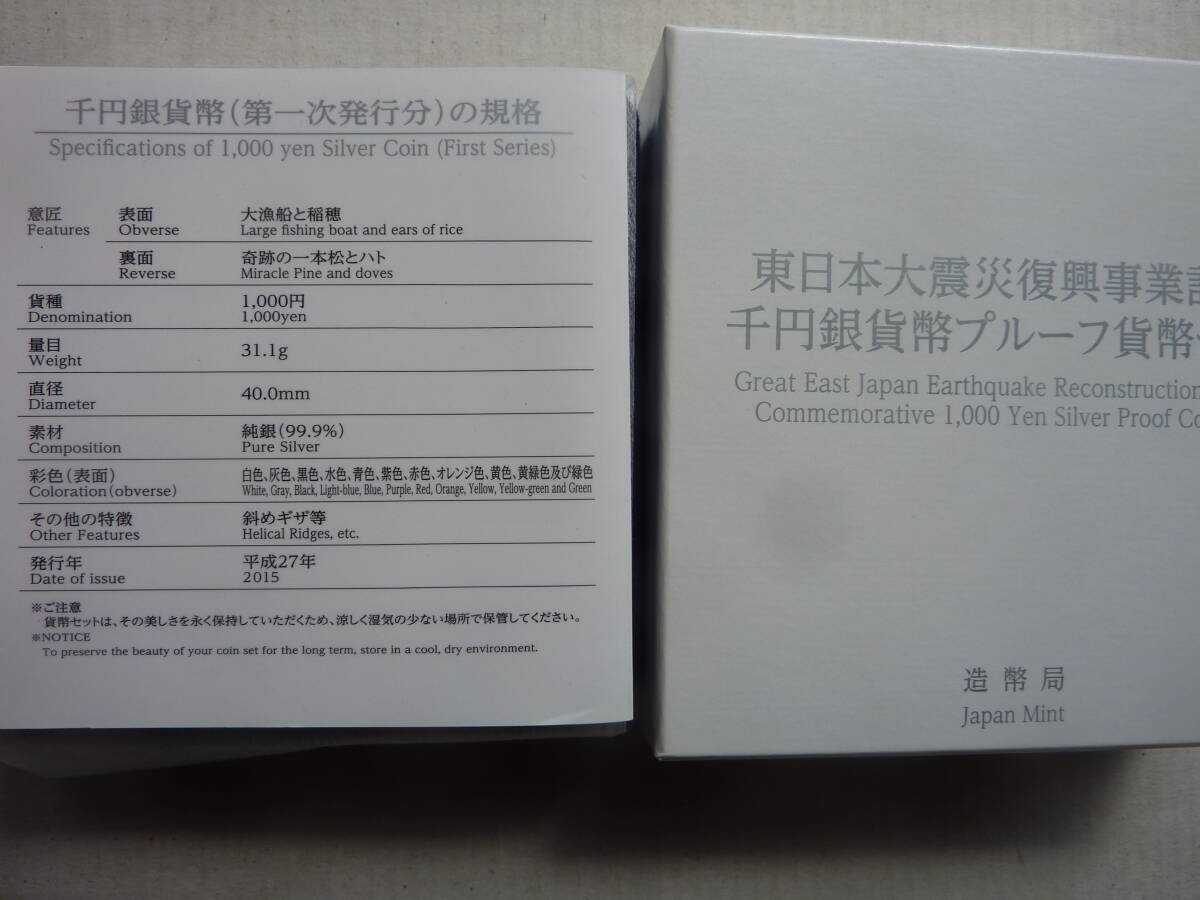 千円銀貨幣(第一次発行分)の規格
Specifications of 1,000 yen Silver Coin (First Series)
意匠 表面 大漁船と稲穂
Features Obverse Large fishing boat and ears of rice
裏面 奇跡の一本松とハト
Reverse Miracle Pine and doves
貨種 1,000円
Denomination 1,000yen
量目
Weight 31.1g
直径
Diameter 40.0mm
素材 純銀(99.9%)
Composition Pure Silver
彩色(表面) 白色、灰色、黒色、水色、青色、紫色、赤色、オレンジ色、黄色、黄緑色及び緑色
Coloration(obverse) White, Gray, Black, Light-blue, Blue, Purple, Red, Orange, Yellow, Yellow-green and Green
その他の特徴 斜めギザ等
Other Features Helical Ridges, etc.
発行年 平成27年
Date of issue 2015
※ご注意
貨幣セットは、その美しさを永く保持していただくため、涼しく湿気の少ない場所で保管してください。
※NOTICE
To preserve the beauty of your coin set for the long term, store in a cool, dry environment.
東日本大震災復興事業
千円銀貨幣プルーフ貨幣
Great East Japan Earthquake Reconstruction
Commemorative 1,000 Yen Silver Proof
造幣局
Japan Mint